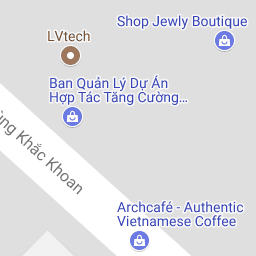 Shop Jewly Boutique
LVtech
Ban Quản Lý Dự Án
Hợp Tác Tăng Cường...
Khắc Khoan
Archcafé - Authentic
Vietnamese Coffee